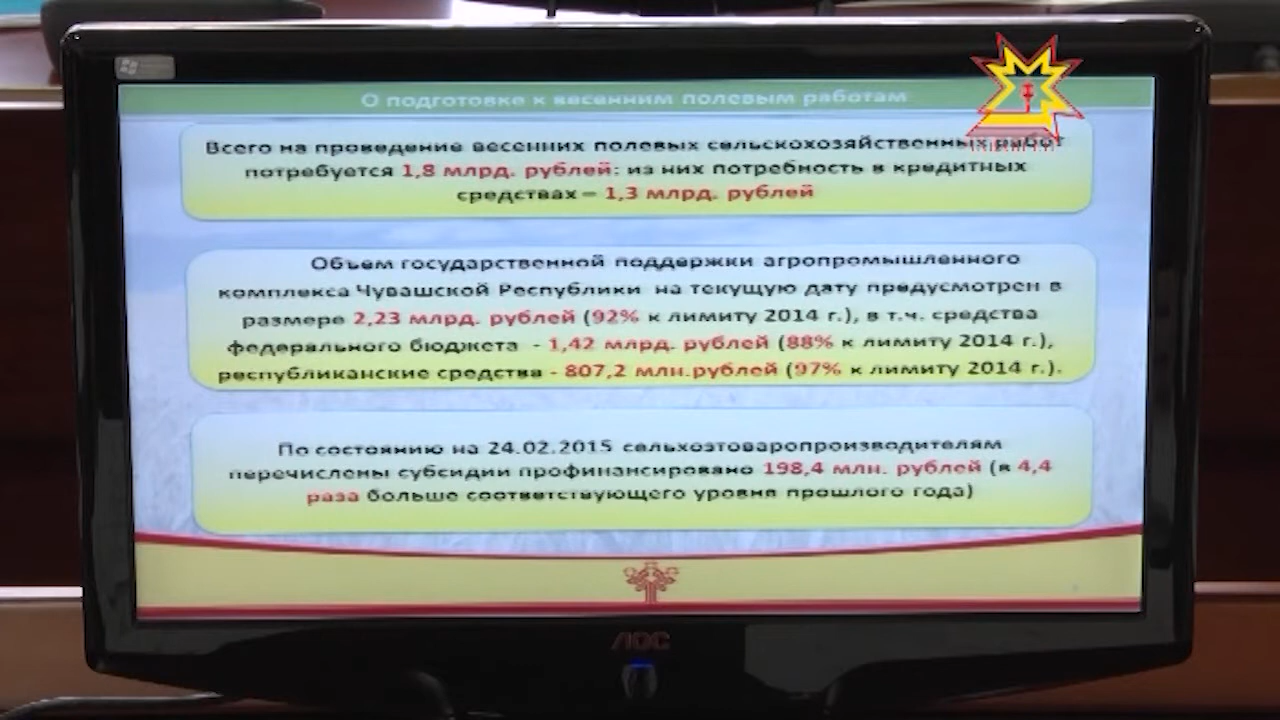 О подготовке к весенним полевым работам
Всего на проведение весенних полевых сельскохозяйственных работ
потребуется 1,8 млрд. рублей: из них потребность в кредитных
средствах – 1,3 млрд. рублей
Объем государственной поддержки агропромышленного
комплекса Чувашской Республики на текущую дату предусмотрен в
размере 2,23 млрд. рублей (92% к лимиту 2014 г.), в т.ч. средства
федерального бюджета - 1,42 млрд. рублей (88% к лимиту 2014 г.),
республиканские средства - 807,2 млн.рублей (97% к лимиту 2014 г.).
По состоянию на 24.02.2015 сельхозтоваропроизводителям
перечислены субсидии профинансировано 198,4 млн. рублей (в 4,4
раза больше соответствующего уровня прошлого года)
AOC